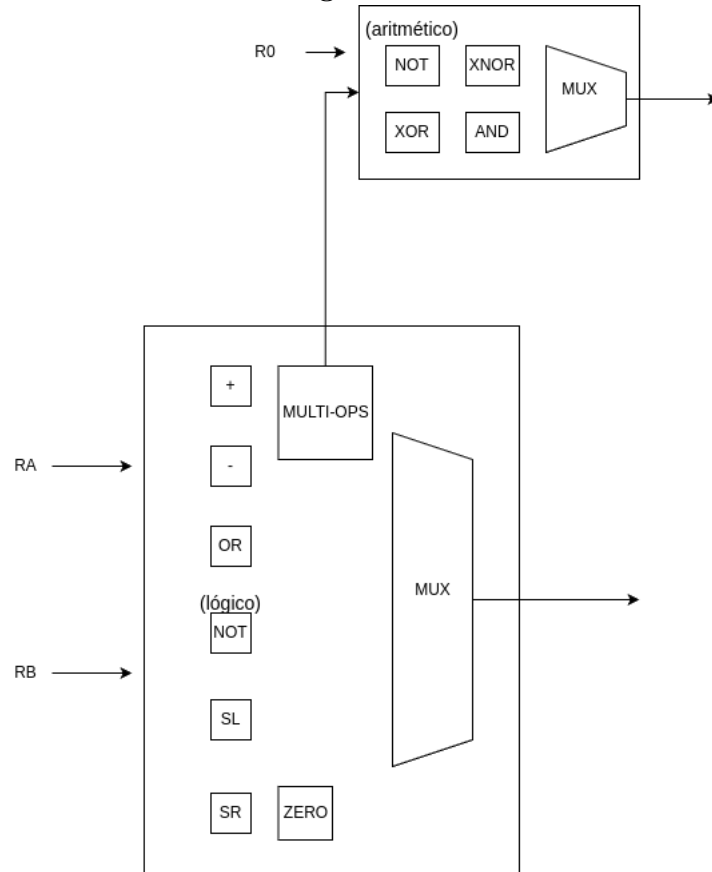 (aritmético)
R0
NOT
XNOR
MUX
XOR
AND
+
MULTI-OPS
RA
-
OR
(lógico)
NOT
MUX
RB
SL
SR
ZERO